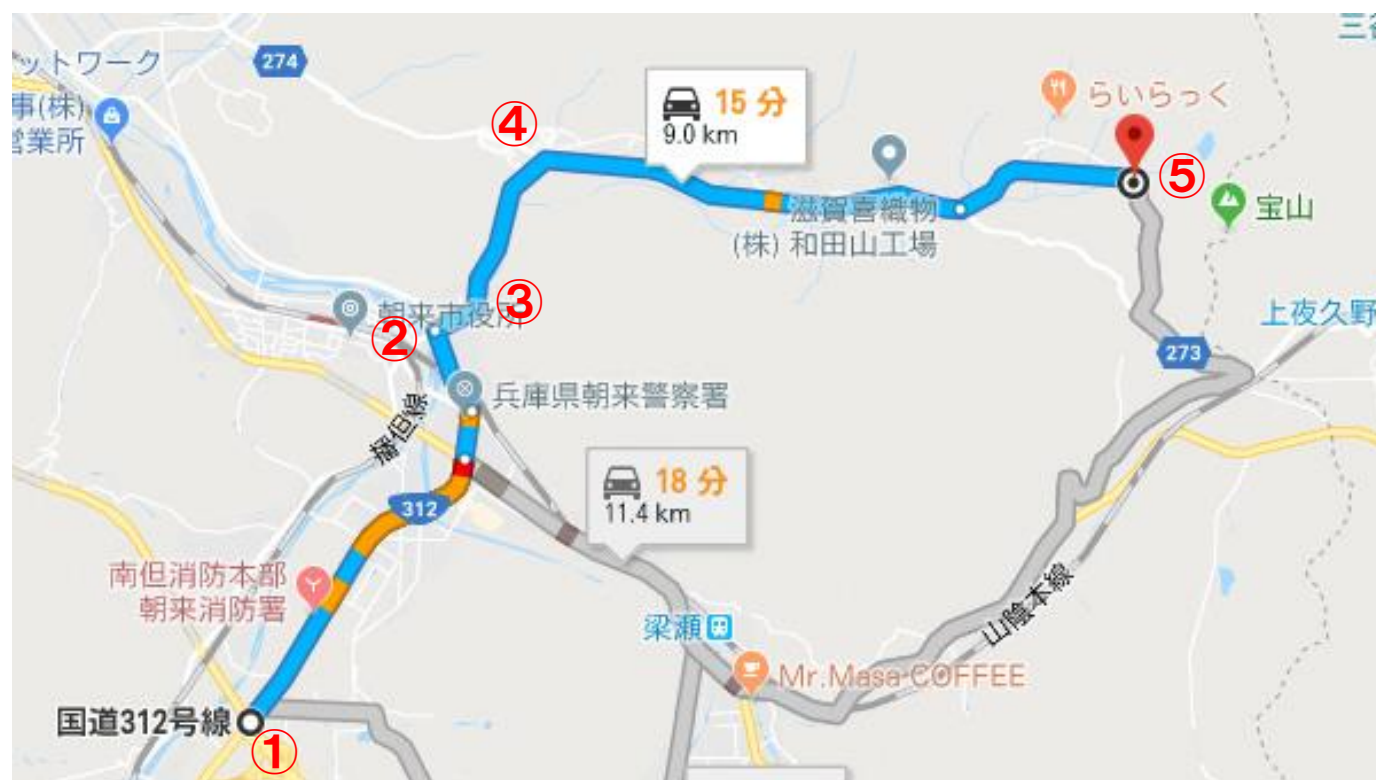 三谷
274
ットワーク
事(株)
営業所
④
15 分
9.0 km
らいらっく
⑤
宝山
滋賀喜織物
(株) 和田山工場
③
朝来市役所
②
上夜久野
273
兵庫県朝来警察署
播但線
312
18 分
11.4 km
南但消防本部
朝来消防署
山陰本線
梁瀬
Mr.Masa COFFEE
国道312号線
①